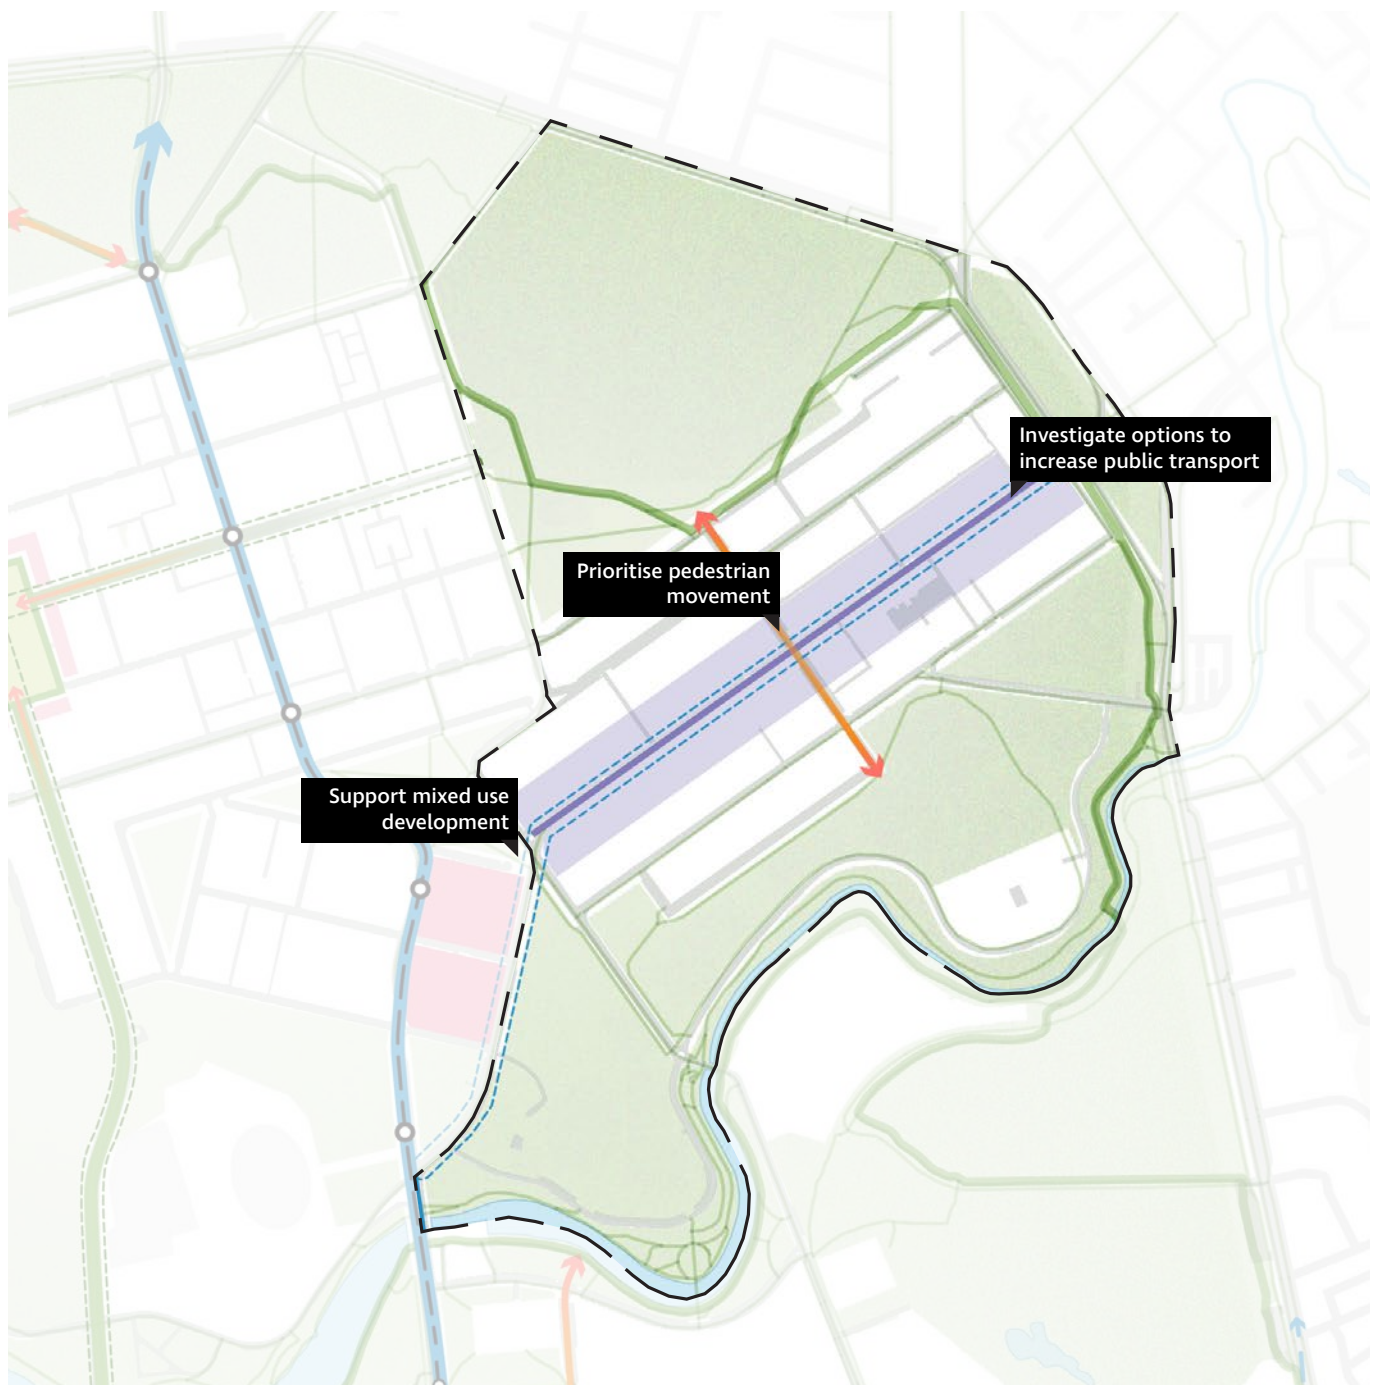 Investigate options to
increase public transport
Prioritise pedestrian
movement
Support mixed use
development